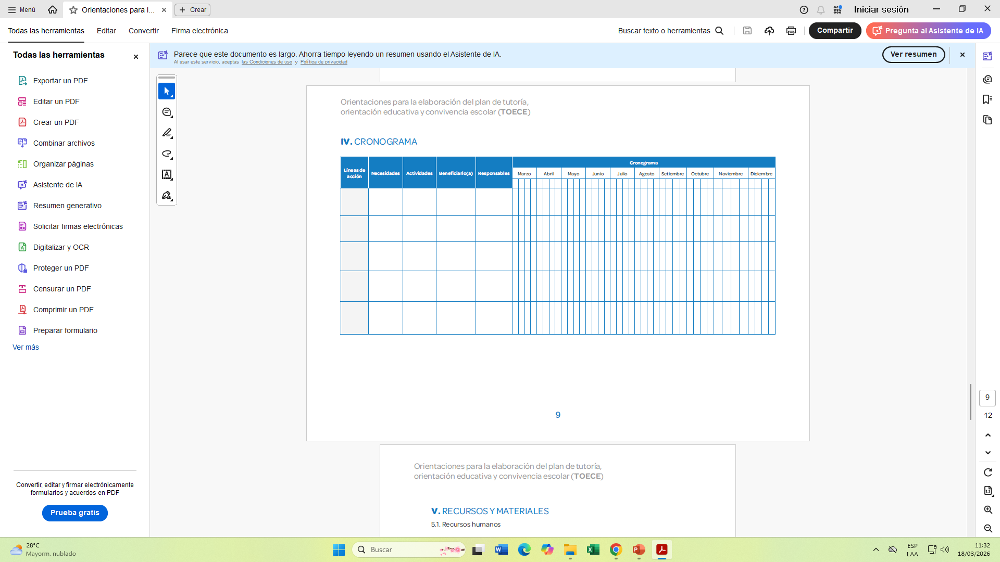 Menú
Orientaciones para l...
Crear
Iniciar sesión
Todas las herramientas
Editar
Convertir
Firma electrónica
Buscar texto o herramientas
Compartir
Pregunta al Asistente de IA
Todas las herramientas
Exportar un PDF
Editar un PDF
Crear un PDF
Combinar archivos
Organizar páginas
Asistente de IA
Resumen generativo
Solicitar firmas electrónicas
Digitalizar y OCR
Proteger un PDF
Censurar un PDF
Comprimir un PDF
Preparar formulario
Ver más
Convertir, editar y firmar electrónicamente
formularios y acuerdos en PDF
Prueba gratis
Parece que este documento es largo. Ahorra tiempo leyendo un resumen usando el Asistente de IA.
Al usar este servicio, aceptas las Condiciones de uso y Política de privacidad
Ver resumen
Orientaciones para la elaboración del plan de tutoría,
orientación educativa y convivencia escolar (TOECE)
IV. CRONOGRAMA
Líneas de acción Necesidades Actividades Beneficiario(a) Responsables Cronograma
Marzo Abril Mayo Junio Julio Agosto Setiembre Octubre Noviembre Diciembre
9
Orientaciones para la elaboración del plan de tutoría,
orientación educativa y convivencia escolar (TOECE)
V. RECURSOS Y MATERIALES
5.1. Recursos humanos
9
12
1:1
28°C
Mayorm. nublado
Buscar
ESP
LAA
11:32
18/03/2026